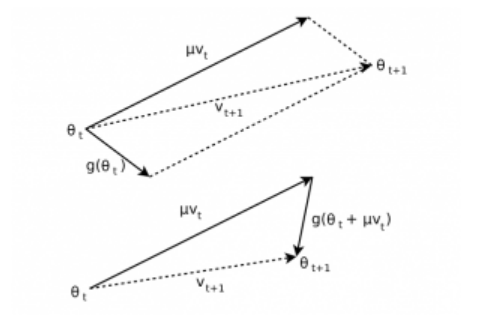 μv_t
θ_{t+1}
v_{t+1}
θ_t
g(θ_t)
μv_t
g(θ_t + μv_t)
θ_{t+1}
v_{t+1}
θ_t